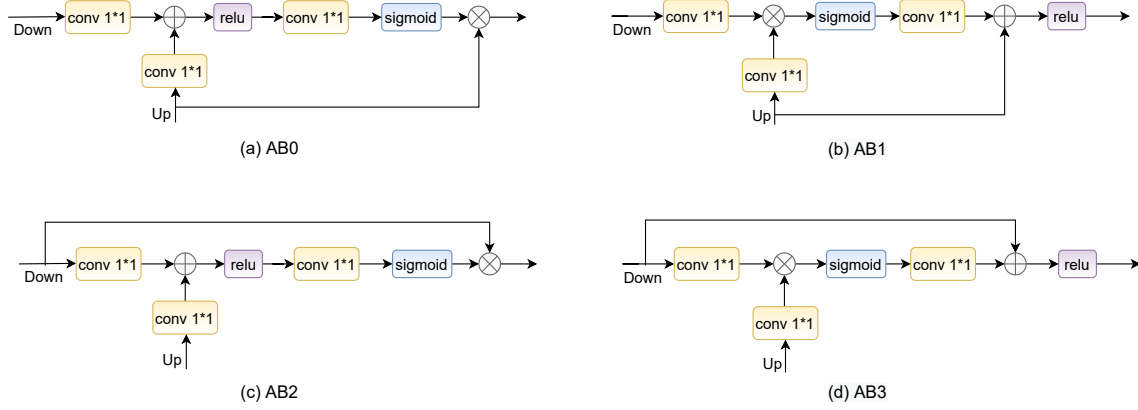 Down conv 1*1 relu conv 1*1 sigmoid
conv 1*1
Up
(a) AB0
Down conv 1*1 sigmoid conv 1*1 relu
conv 1*1
Up
(b) AB1
Down conv 1*1 relu conv 1*1 sigmoid
conv 1*1
Up
(c) AB2
Down conv 1*1 sigmoid conv 1*1 relu
conv 1*1
Up
(d) AB3